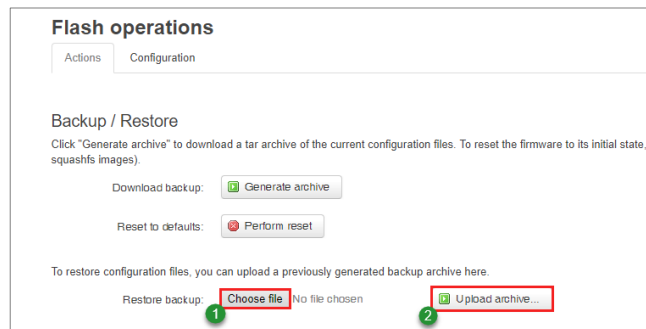 Flash operations
Actions Configuration
Backup / Restore
Click "Generate archive" to download a tar archive of the current configuration files. To reset the firmware to its initial state,
squashfs images).
Download backup: Generate archive
Reset to defaults: Perform reset
To restore configuration files, you can upload a previously generated backup archive here.
Restore backup: Choose file No file chosen Upload archive...
1 2